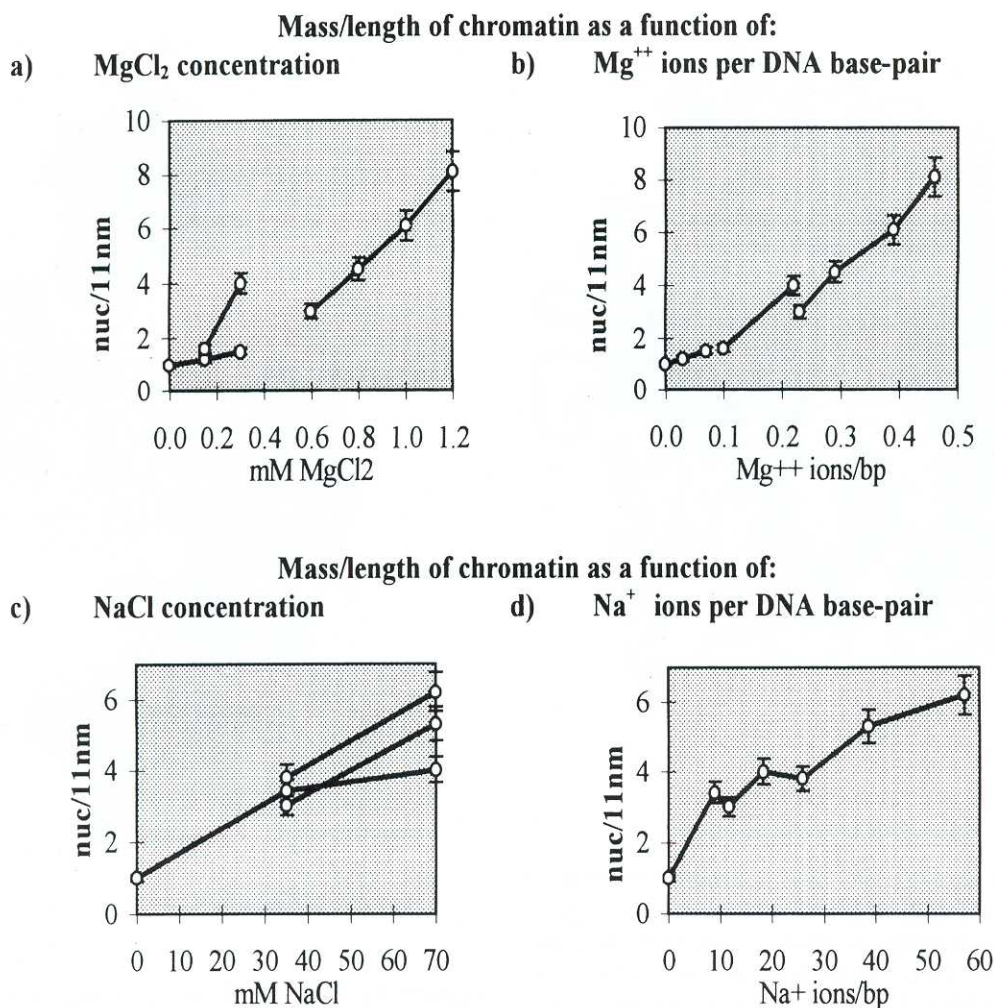 Mass/length of chromatin as a function of:
a) MgCl₂ concentration
b) Mg⁺⁺ ions per DNA base-pair
10
8
6
4
2
0
nuc/11nm
0.0 0.2 0.4 0.6 0.8 1.0 1.2
mM MgCl2
10
8
6
4
2
0
nuc/11nm
0.0 0.1 0.2 0.3 0.4 0.5
Mg++ ions/bp
Mass/length of chromatin as a function of:
c) NaCl concentration
d) Na⁺ ions per DNA base-pair
6
4
2
0
nuc/11nm
0 10 20 30 40 50 60 70
mM NaCl
6
4
2
0
nuc/11nm
0 10 20 30 40 50 60
Na+ ions/bp